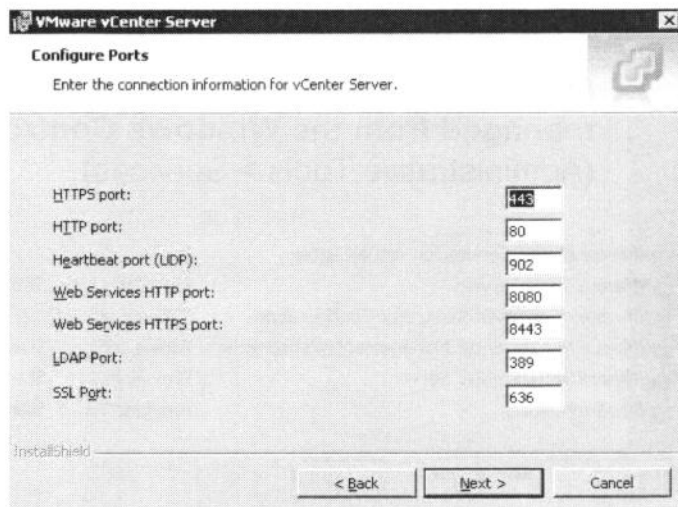 VMware vCenter Server
Configure Ports
Enter the connection information for vCenter Server.
HTTPS port: 443
HTTP port: 80
Heartbeat port (UDP): 902
Web Services HTTP port: 8080
Web Services HTTPS port: 8443
LDAP Port: 389
SSL Port: 636
InstallShield
< Back Next > Cancel